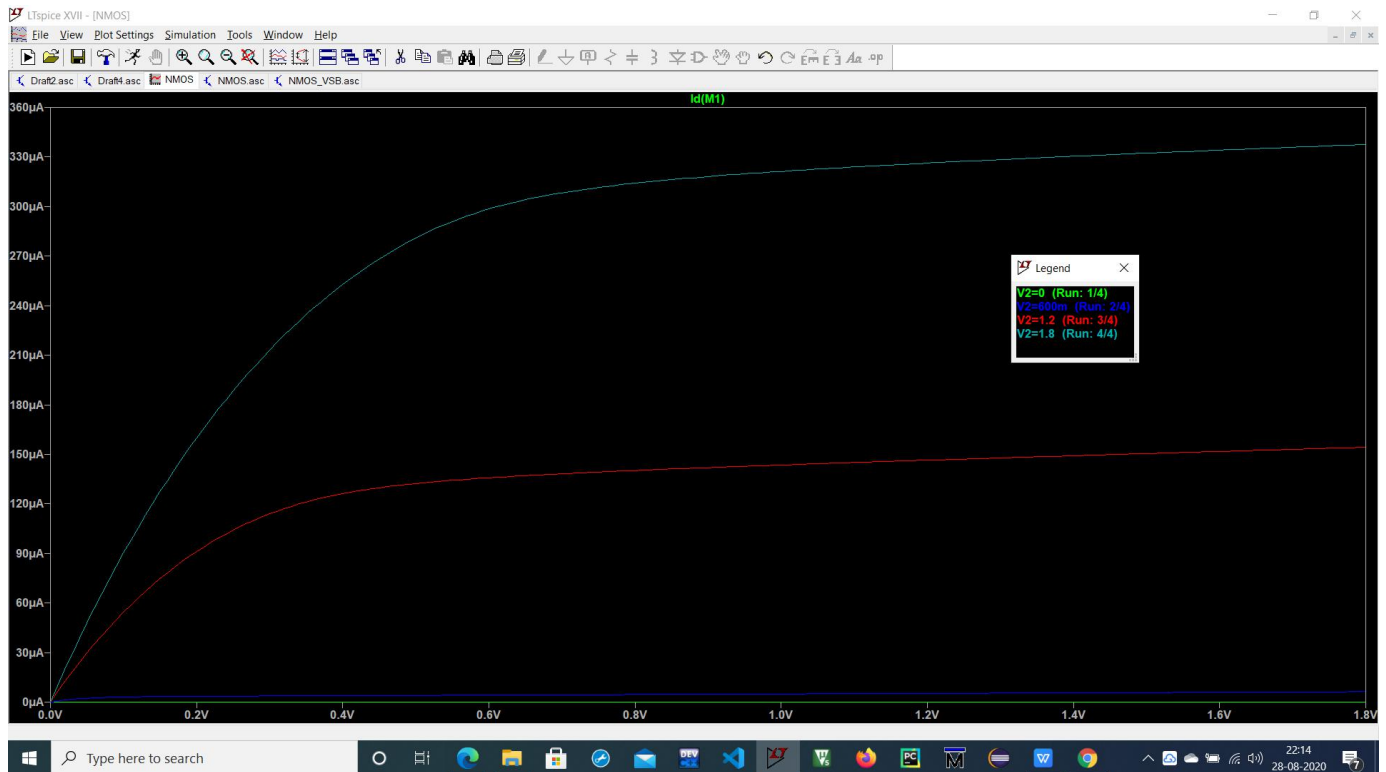 LTspice XVII - [NMOS]
File View Plot Settings Simulation Tools Window Help
Draft2.asc Draft4.asc NMOS NMOS.asc NMOS_VSB.asc
Id(M1)
360µA
330µA
300µA
270µA
240µA
210µA
180µA
150µA
120µA
90µA
60µA
30µA
0µA
Legend
V2=0 (Run: 1/4)
V2=600m (Run: 2/4)
V2=1.2 (Run: 3/4)
V2=1.8 (Run: 4/4)
0.0V 0.2V 0.4V 0.6V 0.8V 1.0V 1.2V 1.4V 1.6V 1.8V
Type here to search
22:14
28-08-2020